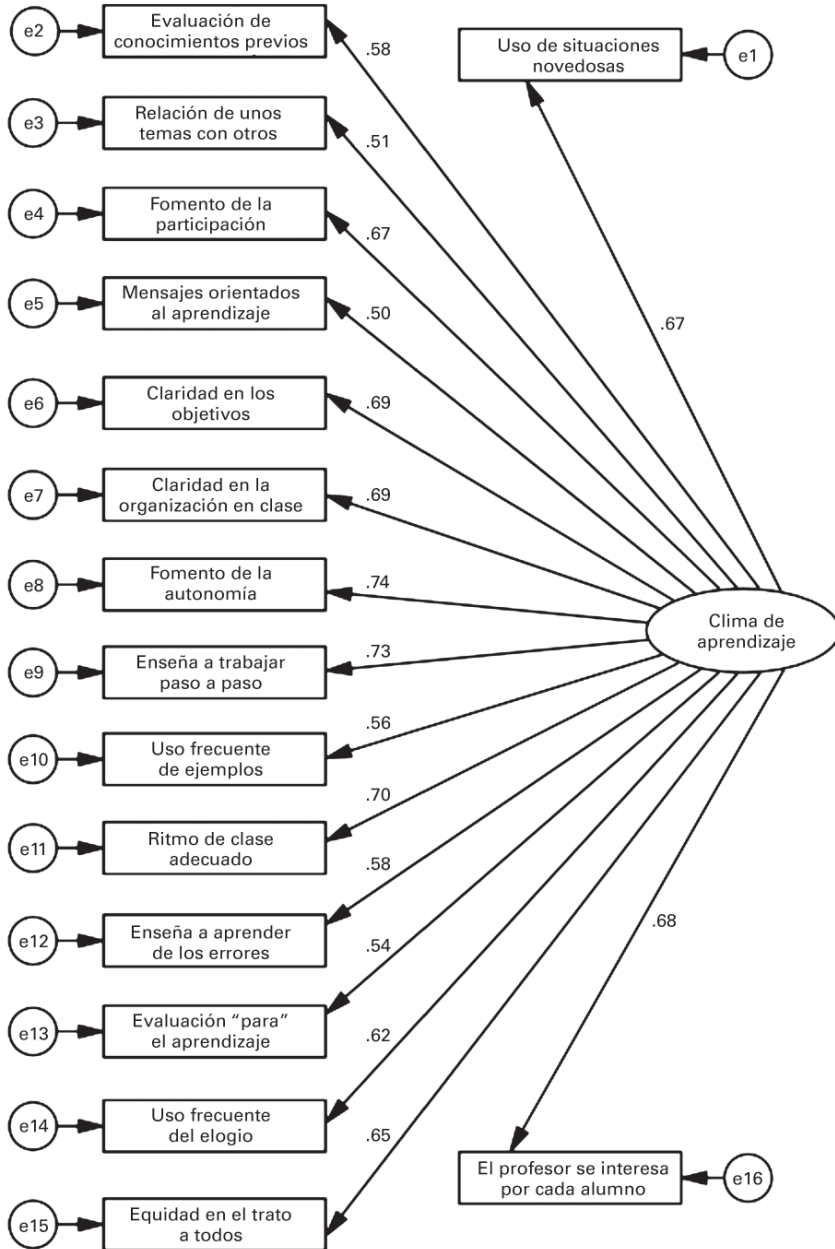 e2
Evaluación de
conocimientos previos
.58
Uso de situaciones
novedosas
e1
e3
Relación de unos
temas con otros
.51
e4
Fomento de la
participación
.67
e5
Mensajes orientados
al aprendizaje
.50
.67
e6
Claridad en los
objetivos
.69
e7
Claridad en la
organización en clase
.69
e8
Fomento de la
autonomía
.74
Clima de
aprendizaje
e9
Enseña a trabajar
paso a paso
.73
e10
Uso frecuente
de ejemplos
.56
e11
Ritmo de clase
adecuado
.70
e12
Enseña a aprender
de los errores
.58
.68
e13
Evaluación “para”
el aprendizaje
.54
e14
Uso frecuente
del elogio
.62
e15
Equidad en el trato
a todos
.65
El profesor se interesa
por cada alumno
e16